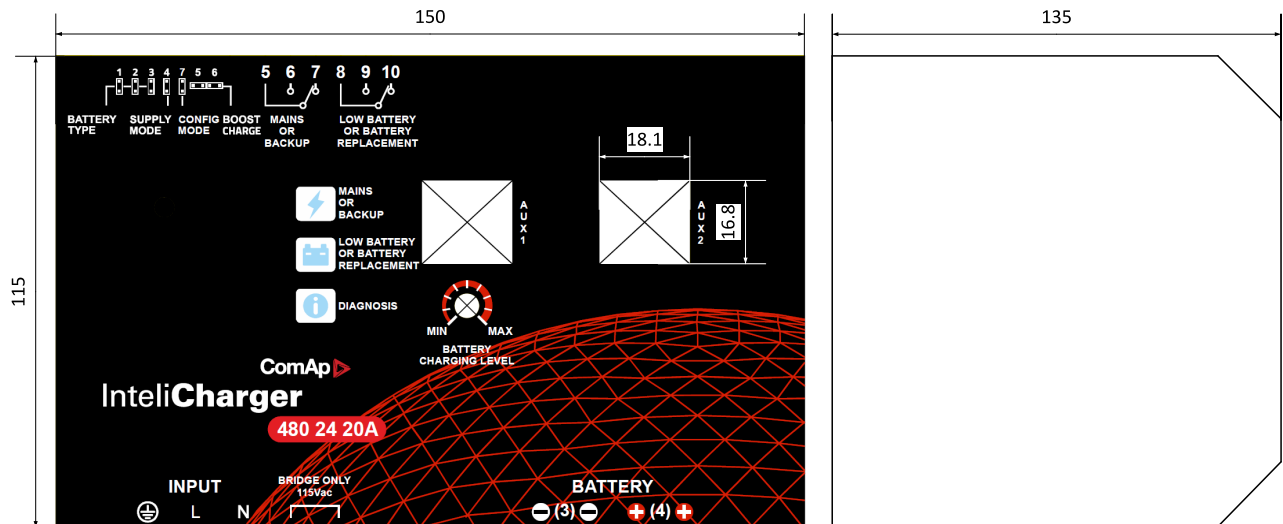 150
135
1 2 3 4 7 5 6
5 6 7 8 9 10
BATTERY
TYPE
SUPPLY
MODE
CONFIG
MODE
BOOST
CHARGE
MAINS
OR
BACKUP
LOW BATTERY
OR BATTERY
REPLACEMENT
18.1
16.8
115
MAINS
OR
BACKUP
AUX1
AUX2
LOW BATTERY
OR BATTERY
REPLACEMENT
DIAGNOSIS
MIN MAX
BATTERY
CHARGING LEVEL
ComAp
InteliCharger
480 24 20A
INPUT
L N
BRIDGE ONLY
115Vac
BATTERY
(3) (4)